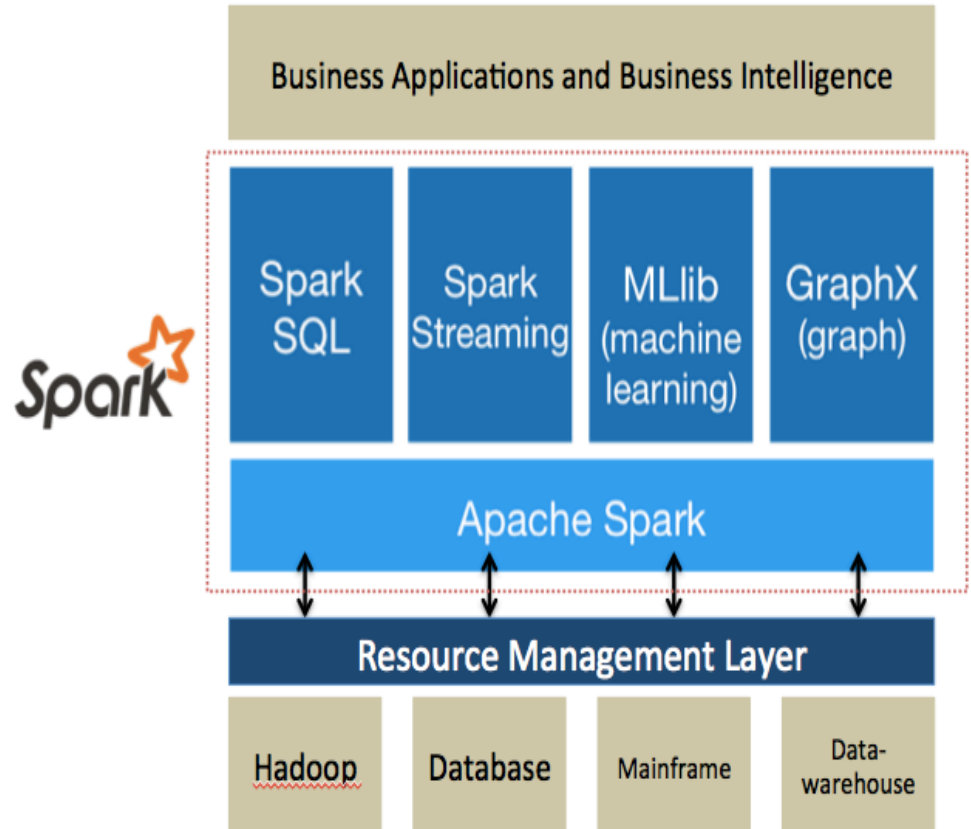 Business Applications and Business Intelligence
Spark
SQL
Spark
Streaming
MLlib
(machine
learning)
GraphX
(graph)
Spark
Apache Spark
Resource Management Layer
Hadoop
Database
Mainframe
Data-
warehouse